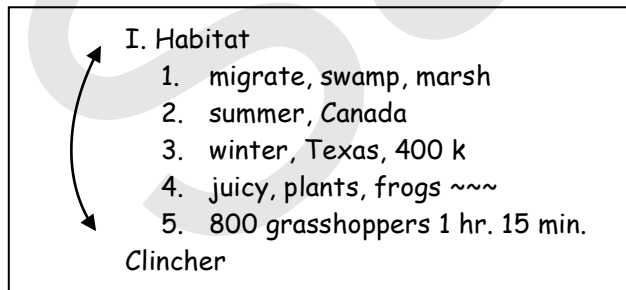 I. Habitat
1. migrate, swamp, marsh
2. summer, Canada
3. winter, Texas, 400 k
4. juicy, plants, frogs ~~~
5. 800 grasshoppers 1 hr. 15 min.
Clincher